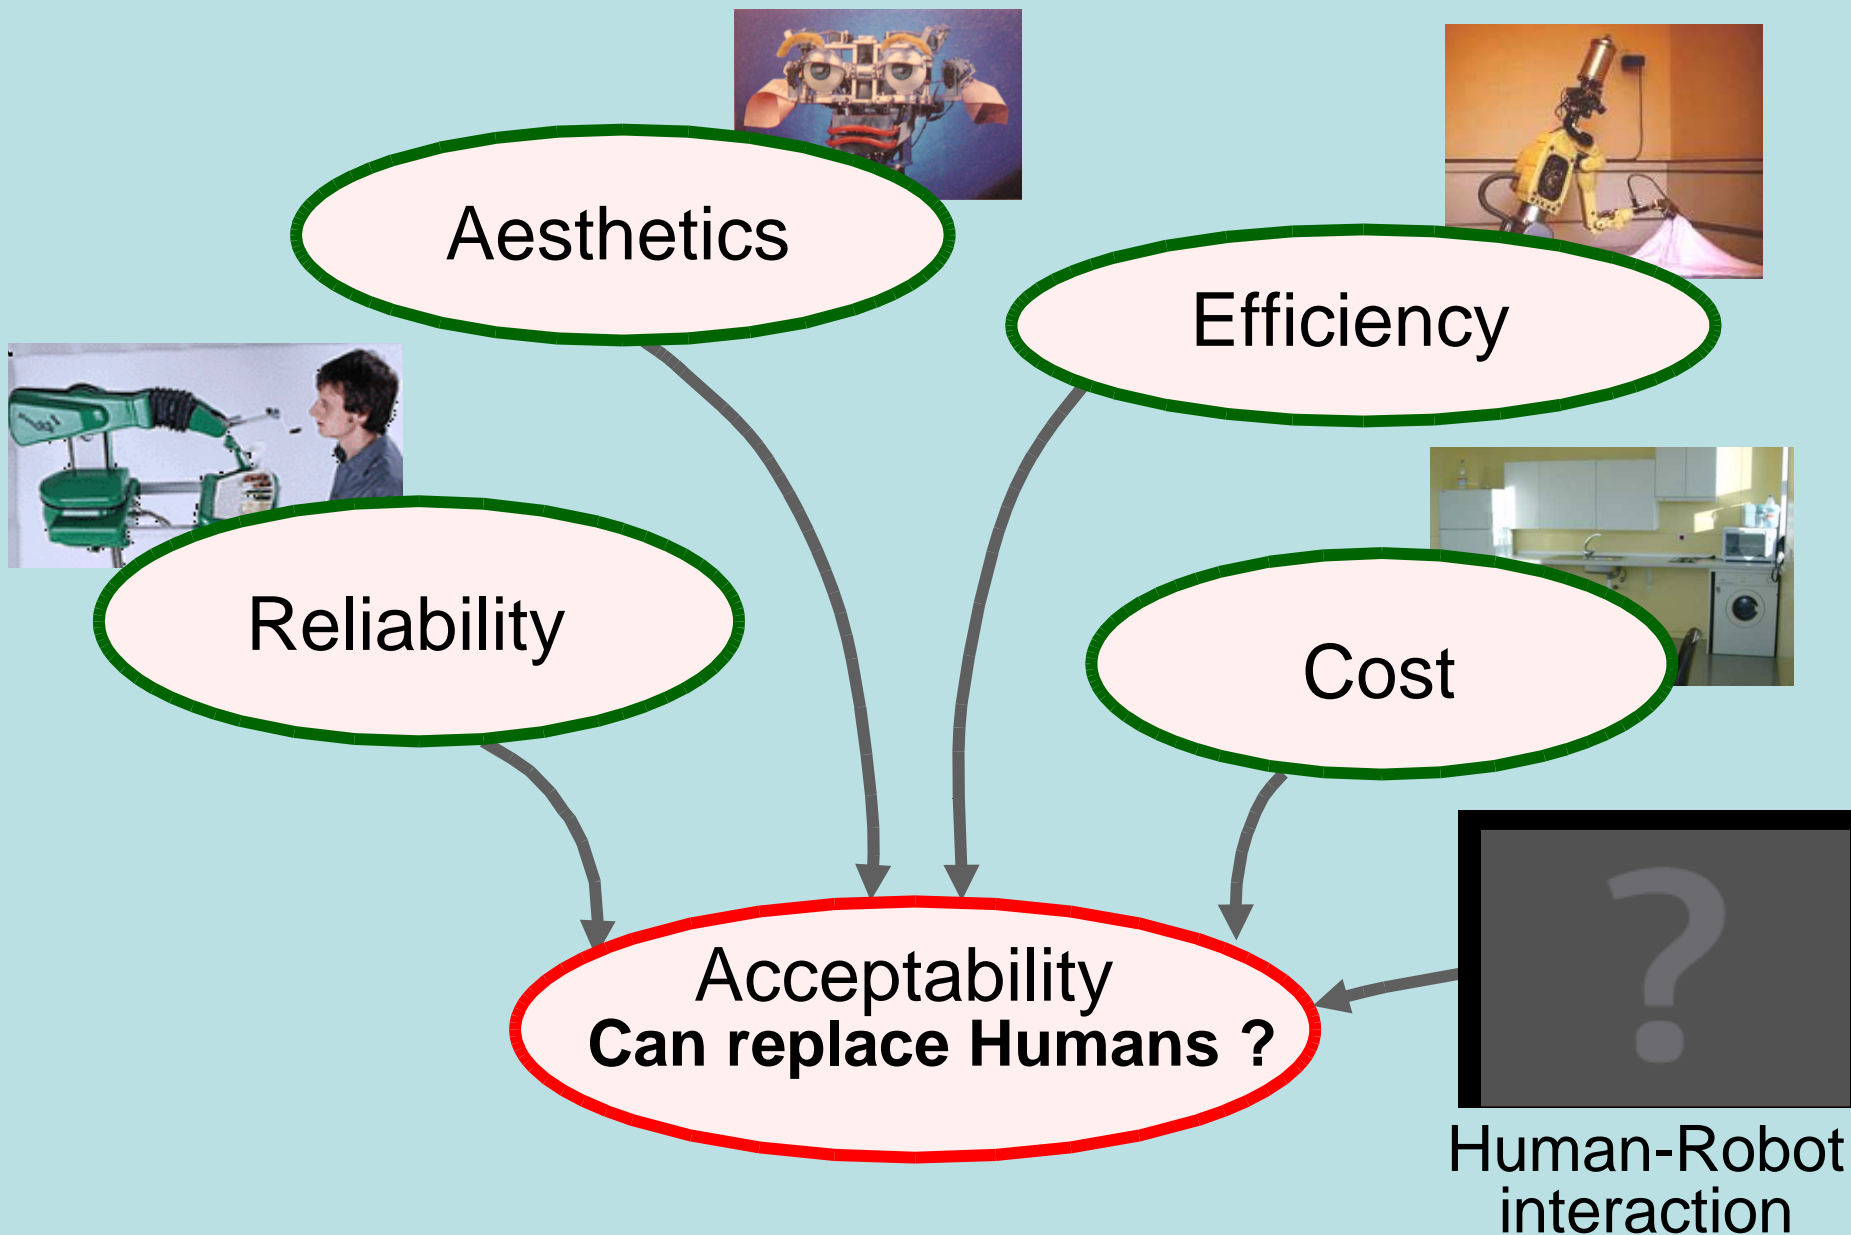 Aesthetics
Efficiency
Reliability
Cost
Acceptability
Can replace Humans ?
?
Human-Robot
interaction